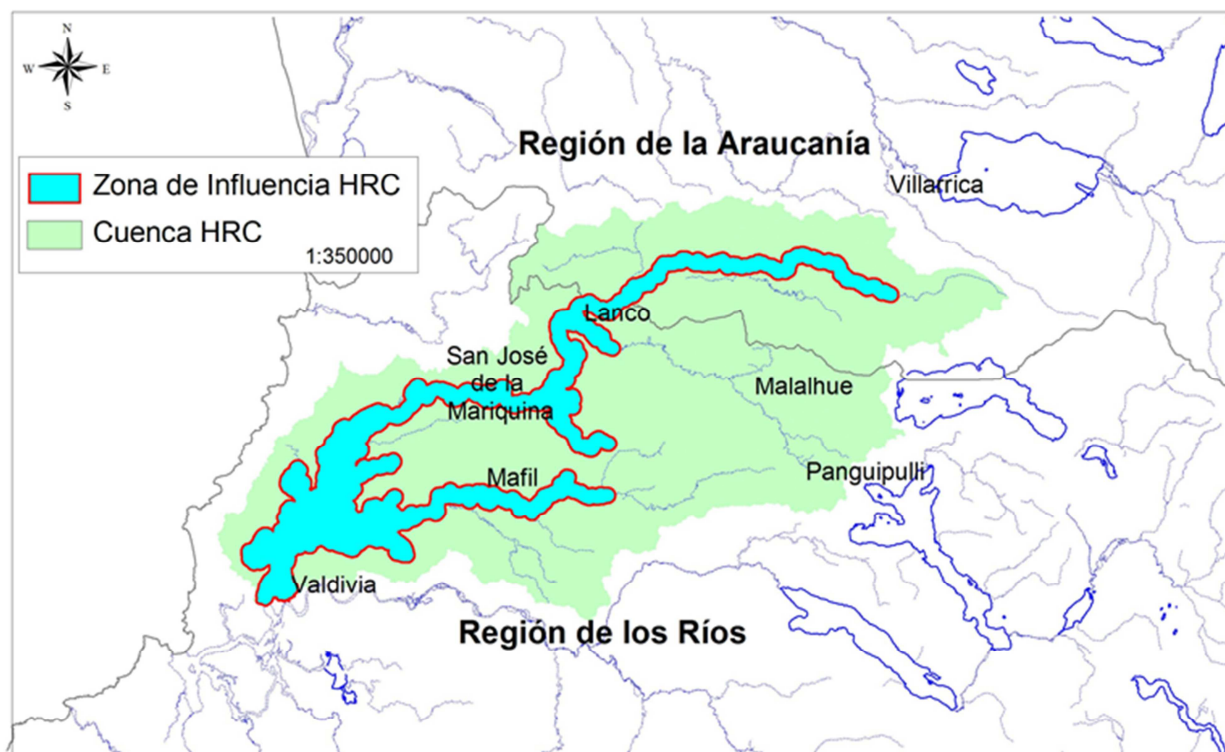 N
W E
S
Región de la Araucanía
Zona de Influencia HRC
Villarrica
Cuenca HRC
1:350000
Lanco
San José
de la
Mariquina
Malalhue
Mafil
Panguipulli
Valdivia
Región de los Ríos